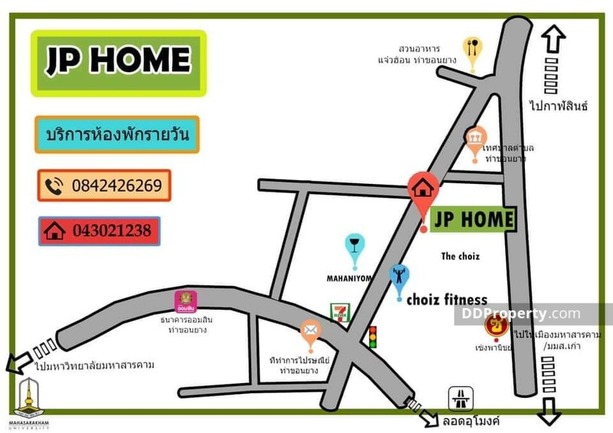 JP HOME
บริการห้องพักรายวัน
0842426269
043021238
สวนอาหาร
แจ่วฮ้อน ท่าขอนยาง
ไปกาฬสินธุ์
เทศบาลตำบล
ท่าขอนยาง
JP HOME
The choiz
MAHANIYOM
choiz fitness
DDProperty.com
ธนาคารออมสิน
ท่าขอนยาง
7
ELEVEN
ที่ทำการไปรษณีย์
ท่าขอนยาง
เซ้งพานิชย์
ไปในเมืองมหาสารคาม
/มมส.เก่า
ไปมหาวิทยาลัยมหาสารคาม
ลอดอุโมงค์
MAHASARAKHAM
UNIVERSITY